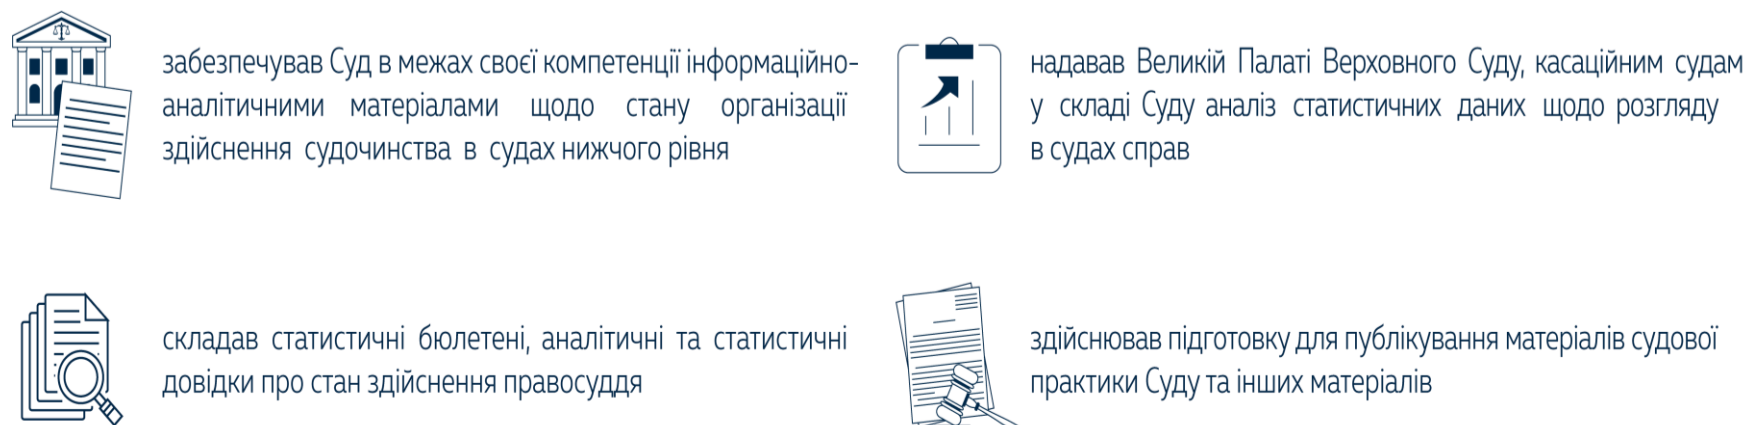 забезпечував Суд в межах своєї компетенції інформаційно-
аналітичними матеріалами щодо стану організації
здійснення судочинства в судах нижчого рівня
надавав Великій Палаті Верховного Суду, касаційним судам
у складі Суду аналіз статистичних даних щодо розгляду
в судах справ
складав статистичні бюлетені, аналітичні та статистичні
довідки про стан здійснення правосуддя
здійснював підготовку для публікування матеріалів судової
практики Суду та інших матеріалів